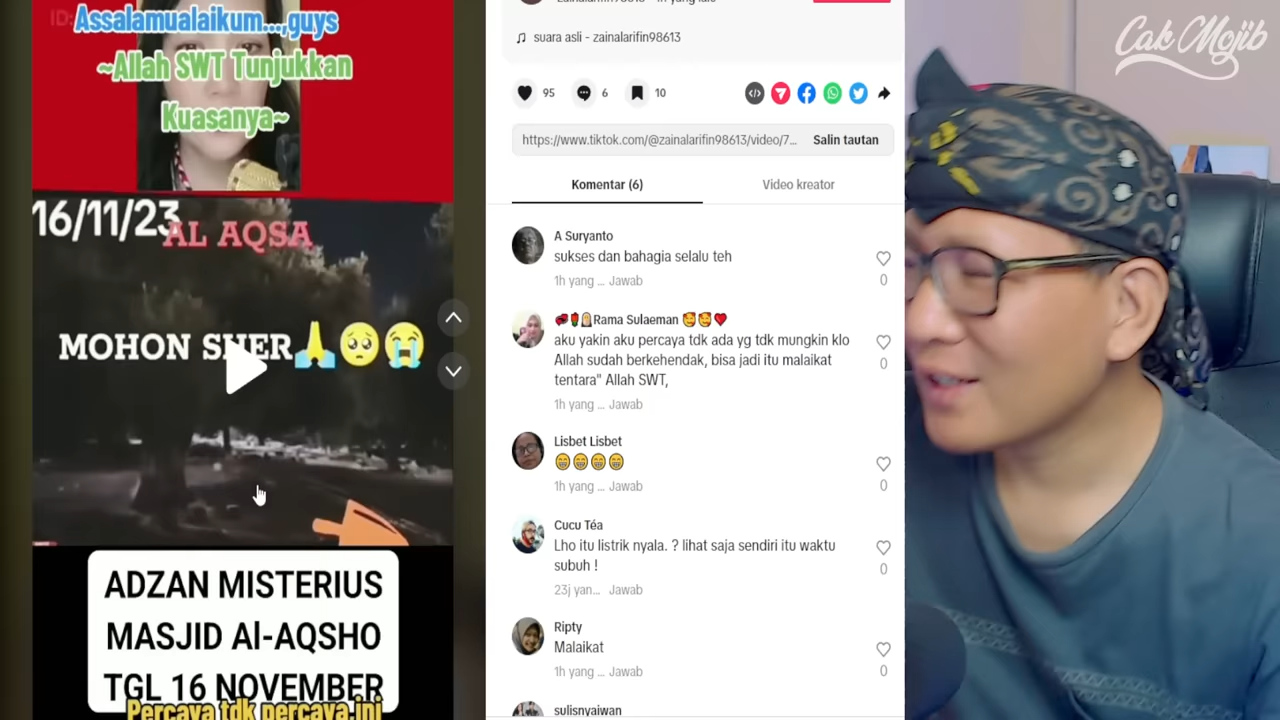 Assalamualaikum...,guys
~Allah SWT Tunjukkan
Kuasanya~
16/11/23
AL AQSA
MOHON SHER🙏🥺😭
ADZAN MISTERIUS
MASJID Al-AQSHO
TGL 16 NOVEMBER
Percaya tdk percaya,ini
suara asli - zainalarifin98613
95
6
10
https://www.tiktok.com/@zainalarifin98613/video/7...
Salin tautan
Komentar (6)
Video kreator
A Suryanto
sukses dan bahagia selalu teh
1h yang ... Jawab
0
Rama Sulaeman 🥰🥰❤️
aku yakin aku percaya tdk ada yg tdk mungkin klo
Allah sudah berkehendak, bisa jadi itu malaikat
tentara" Allah SWT,
1h yang ... Jawab
0
Lisbet Lisbet
😁😁😁😁
1h yang ... Jawab
0
Cucu Téa
Lho itu listrik nyala. ? lihat saja sendiri itu waktu
subuh !
23j yan... Jawab
0
Ripty
Malaikat
1h yang ... Jawab
0
sulisnyaiwan
Cak Mojib